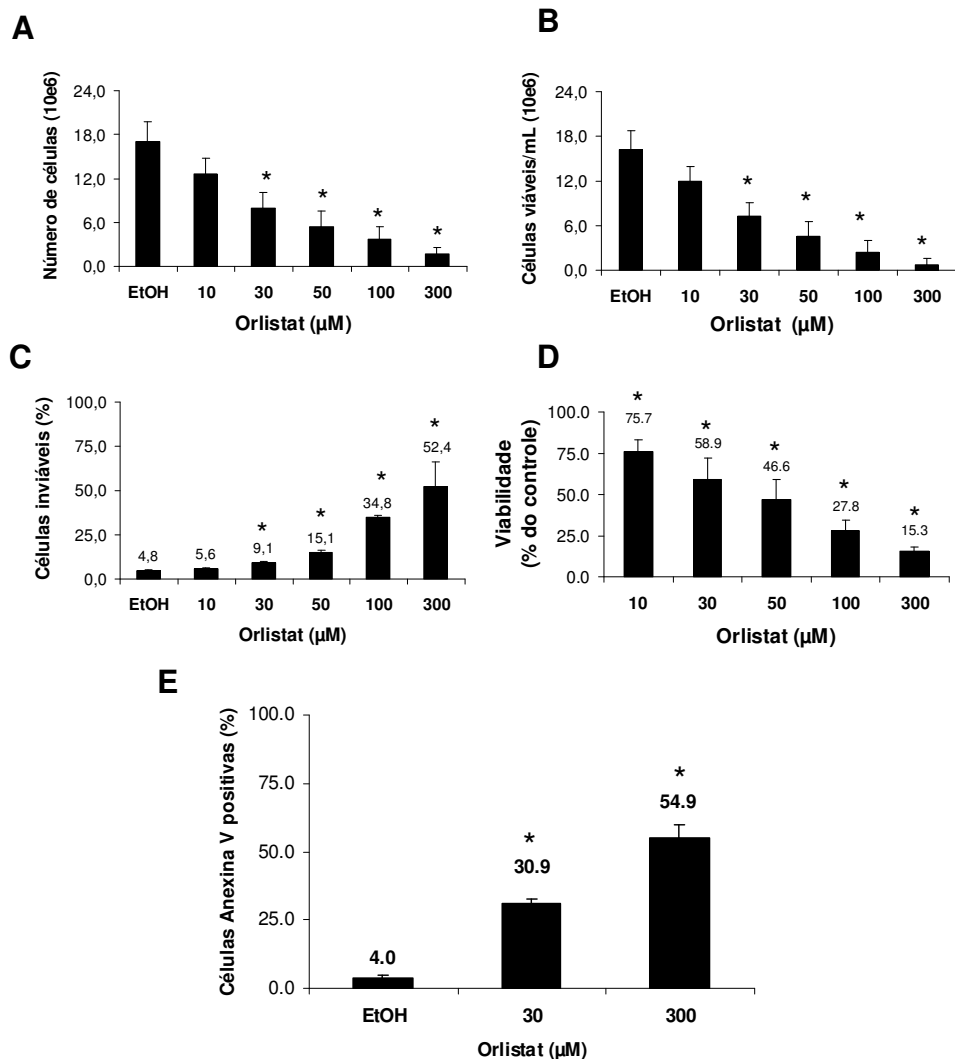 A
Número de células (10e6)
24,0
18,0
12,0
6,0
0,0
*
*
*
*
EtOH 10 30 50 100 300
Orlistat (µM)
B
Células viáveis/mL (10e6)
24,0
18,0
12,0
6,0
0,0
*
*
*
*
EtOH 10 30 50 100 300
Orlistat (µM)
C
Células inviáveis (%)
100,0
75,0
50,0
25,0
0,0
4,8
5,6
*
9,1
*
15,1
*
34,8
*
52,4
EtOH 10 30 50 100 300
Orlistat (µM)
D
Viabilidade
(% do controle)
100.0
75.0
50.0
25.0
0.0
*
75.7
*
58.9
*
46.6
*
27.8
*
15.3
10 30 50 100 300
Orlistat (µM)
E
Células Anexina V positivas (%)
100.0
75.0
50.0
25.0
0.0
4.0
*
30.9
*
54.9
EtOH 30 300
Orlistat (µM)